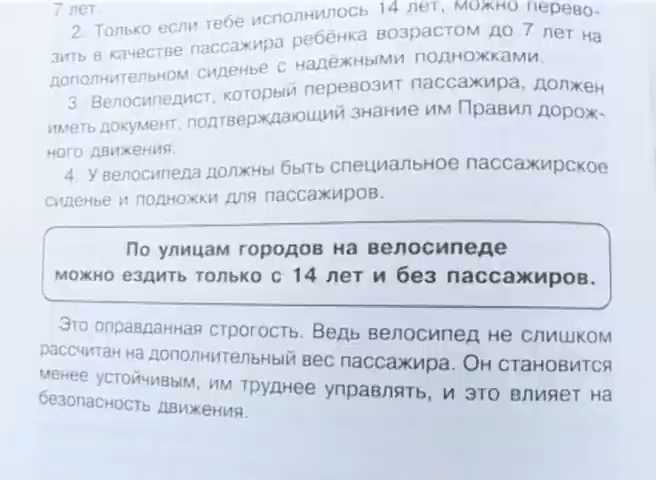 7 лет.
2. Только если тебе исполнилось 14 лет, можно перево-
зить в качестве пассажира ребёнка возрастом до 7 лет на
дополнительном сиденье с надёжными подножками.
3. Велосипедист, который перевозит пассажира, должен
иметь документ, подтверждающий знание им Правил дорож-
ного движения.
4. У велосипеда должны быть специальное пассажирское
сиденье и подножки для пассажиров.
По улицам городов на велосипеде
можно ездить только с 14 лет и без пассажиров.
Это оправданная строгость. Ведь велосипед не слишком
рассчитан на дополнительный вес пассажира. Он становится
менее устойчивым, им труднее управлять, и это влияет на
безопасность движения.